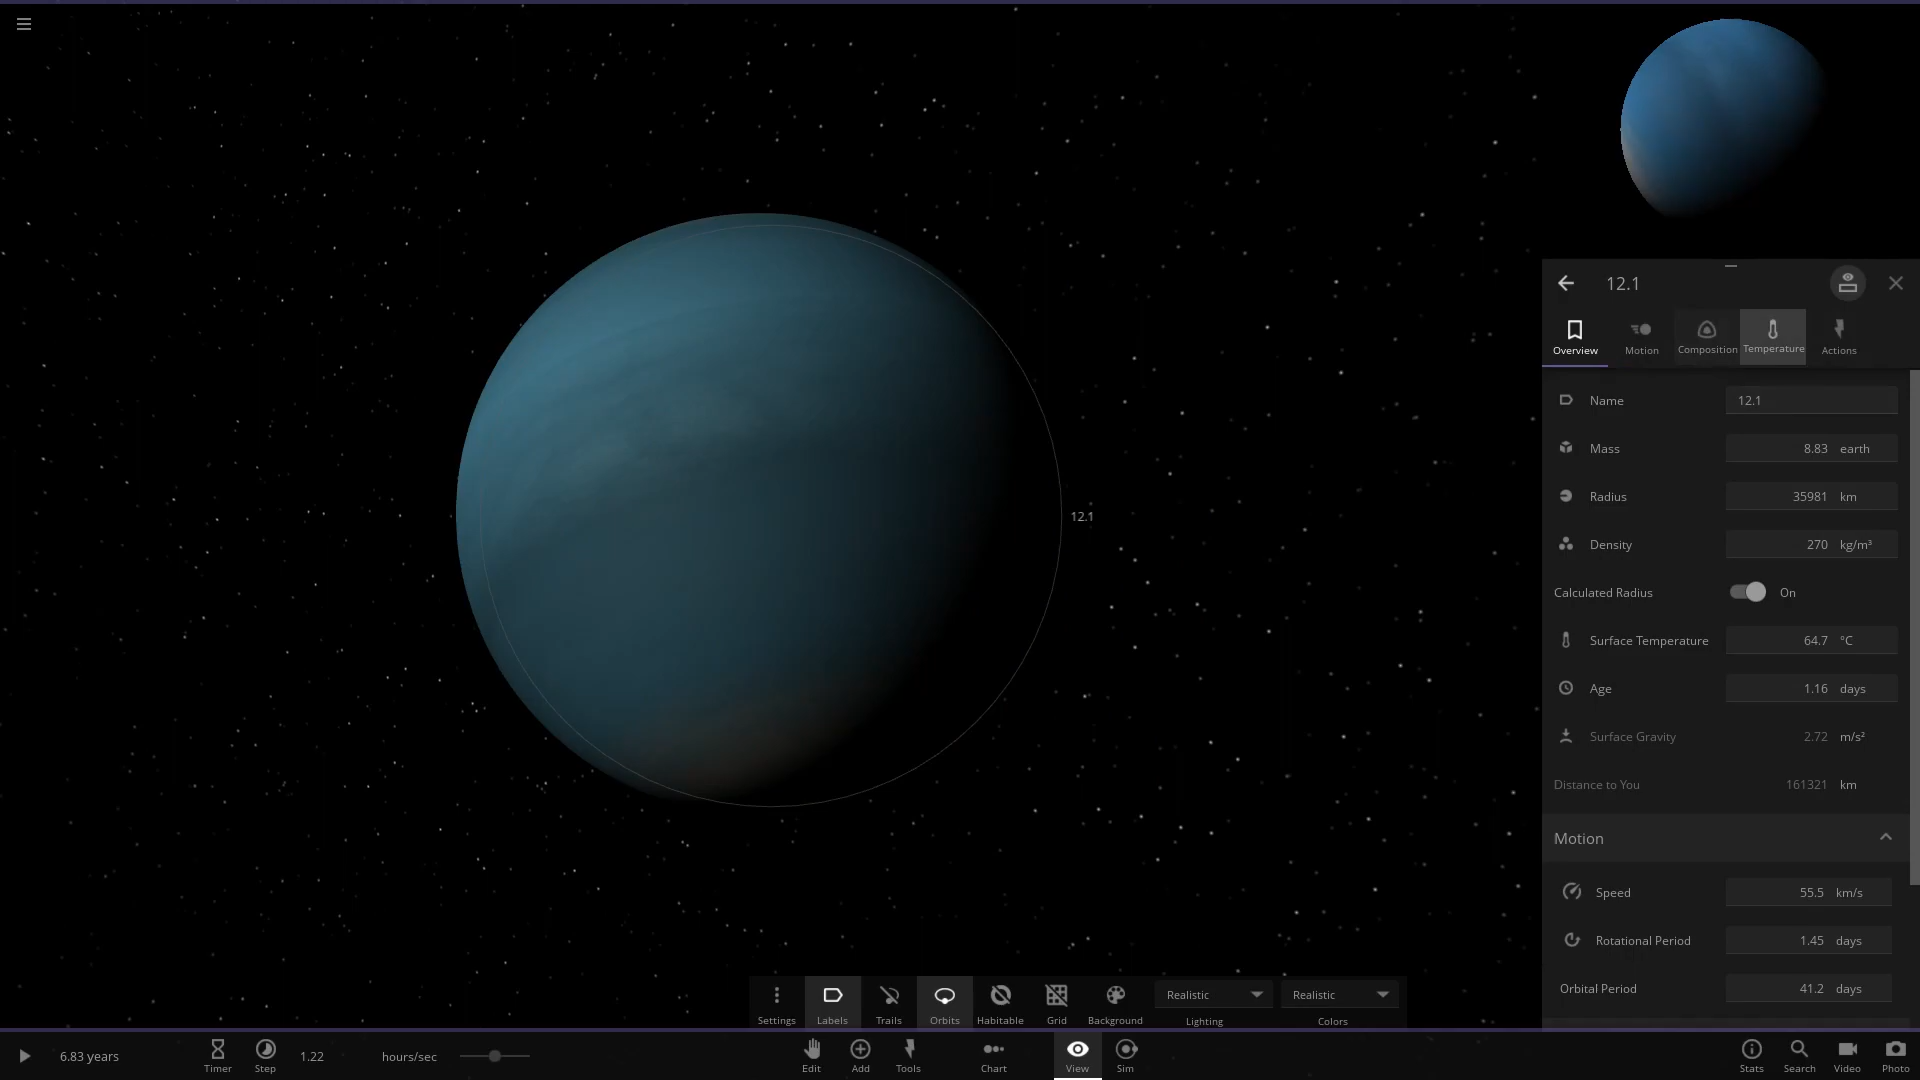 12.1
Overview
Motion
Composition
Temperature
Actions
Name 12.1
Mass 8.83 earth
Radius 35981 km
Density 270 kg/m³
Calculated Radius On
Surface Temperature 64.7 °C
Age 1.16 days
Surface Gravity 2.72 m/s²
Distance to You 161321 km
Motion
Speed 55.5 km/s
Rotational Period 1.45 days
Orbital Period 41.2 days
12.1
Settings
Labels
Trails
Orbits
Habitable
Grid
Background
Realistic
Lighting
Realistic
Colors
6.83 years
Timer
Step
1.22 hours/sec
Edit
Add
Tools
Chart
View
Sim
Stats
Search
Video
Photo